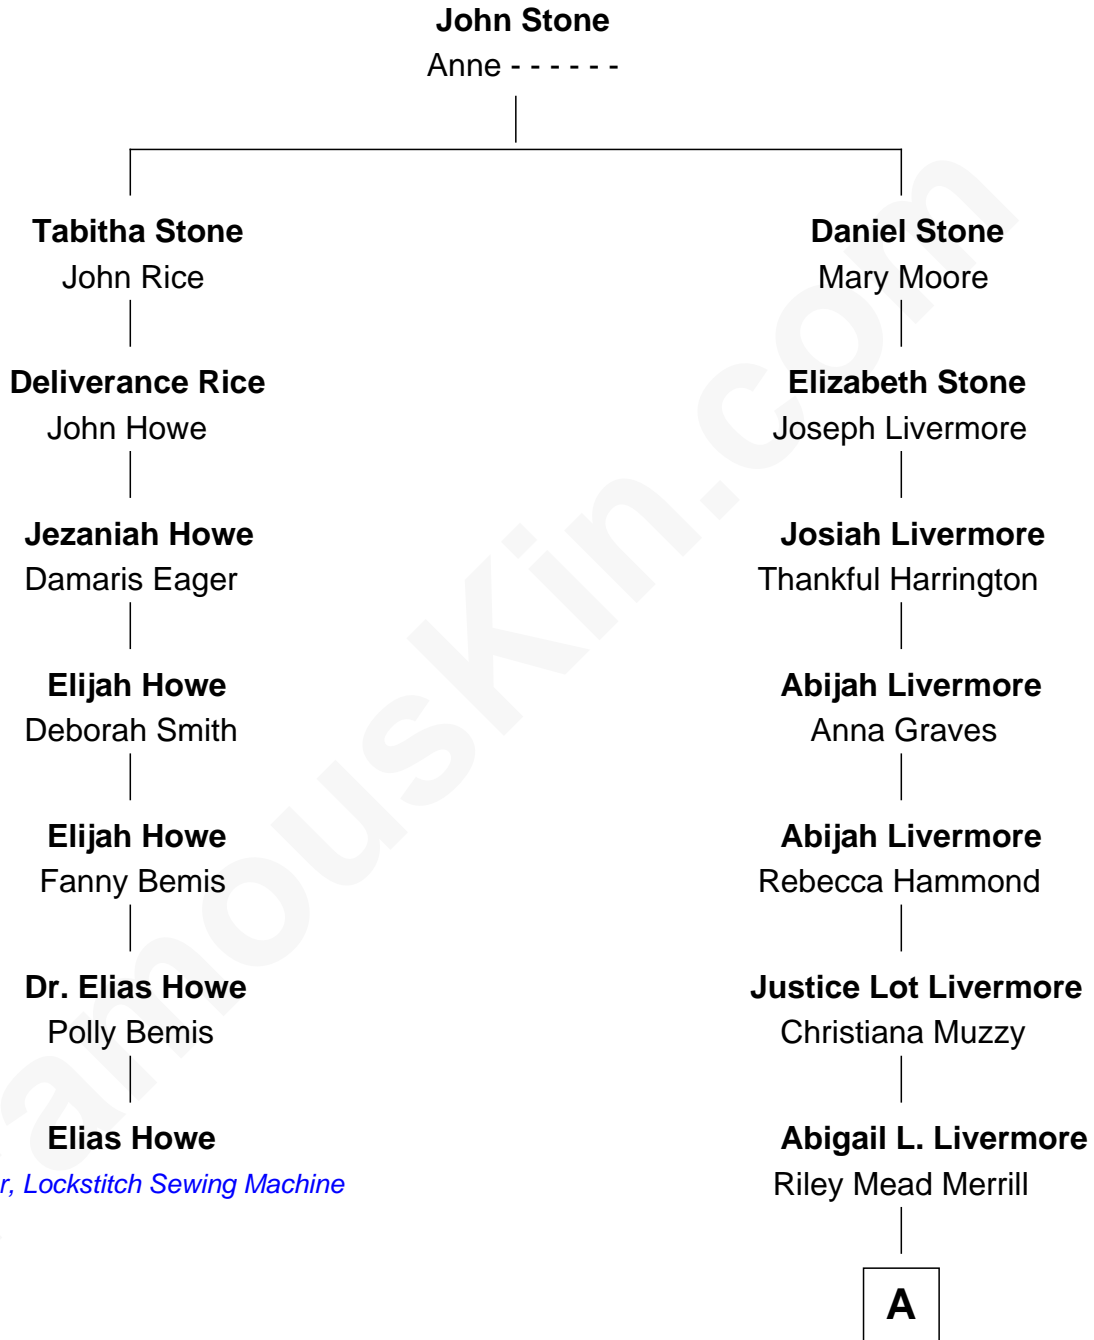 John Stone
Anne - - - - - -
Tabitha Stone
John Rice
Daniel Stone
Mary Moore
Deliverance Rice
John Howe
Elizabeth Stone
Joseph Livermore
Jezaniah Howe
Damaris Eager
Josiah Livermore
Thankful Harrington
Elijah Howe
Deborah Smith
Abijah Livermore
Anna Graves
Elijah Howe
Fanny Bemis
Abijah Livermore
Rebecca Hammond
Dr. Elias Howe
Polly Bemis
Justice Lot Livermore
Christiana Muzzy
Elias Howe
r, Lockstitch Sewing Machine
Abigail L. Livermore
Riley Mead Merrill
A
amouskin.com